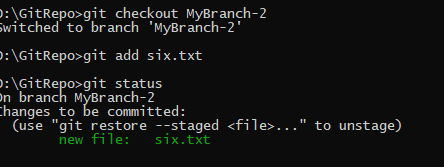 D:\GitRepo>git checkout MyBranch-2
Switched to branch 'MyBranch-2'
D:\GitRepo>git add six.txt
D:\GitRepo>git status
On branch MyBranch-2
Changes to be committed:
(use "git restore --staged <file>..." to unstage)
new file: six.txt